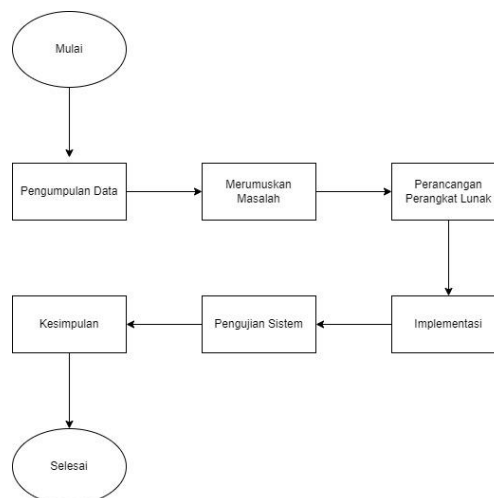 Mulai
Pengumpulan Data
Merumuskan
Masalah
Perancangan
Perangkat Lunak
Implementasi
Pengujian Sistem
Kesimpulan
Selesai